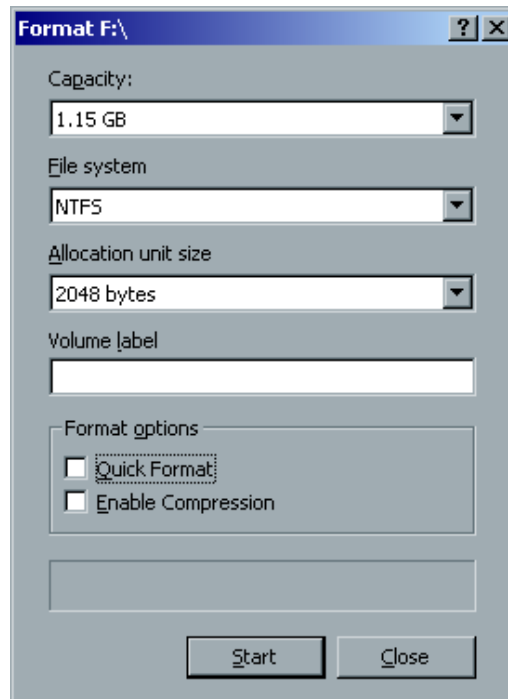 Format F:\
Capacity:
1.15 GB
File system
NTFS
Allocation unit size
2048 bytes
Volume label
Format options
Quick Format
Enable Compression
Start
Close